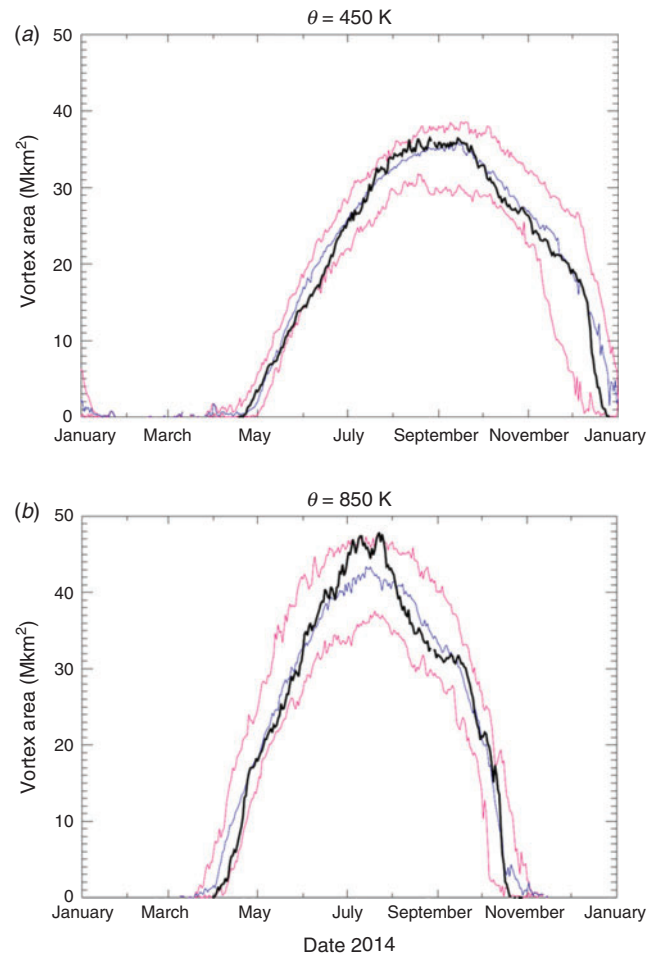 (a)
θ = 450 K
50
40
30
20
10
0
Vortex area (Mkm²)
January March May July September November January
(b)
θ = 850 K
50
40
30
20
10
0
Vortex area (Mkm²)
January March May July September November January
Date 2014